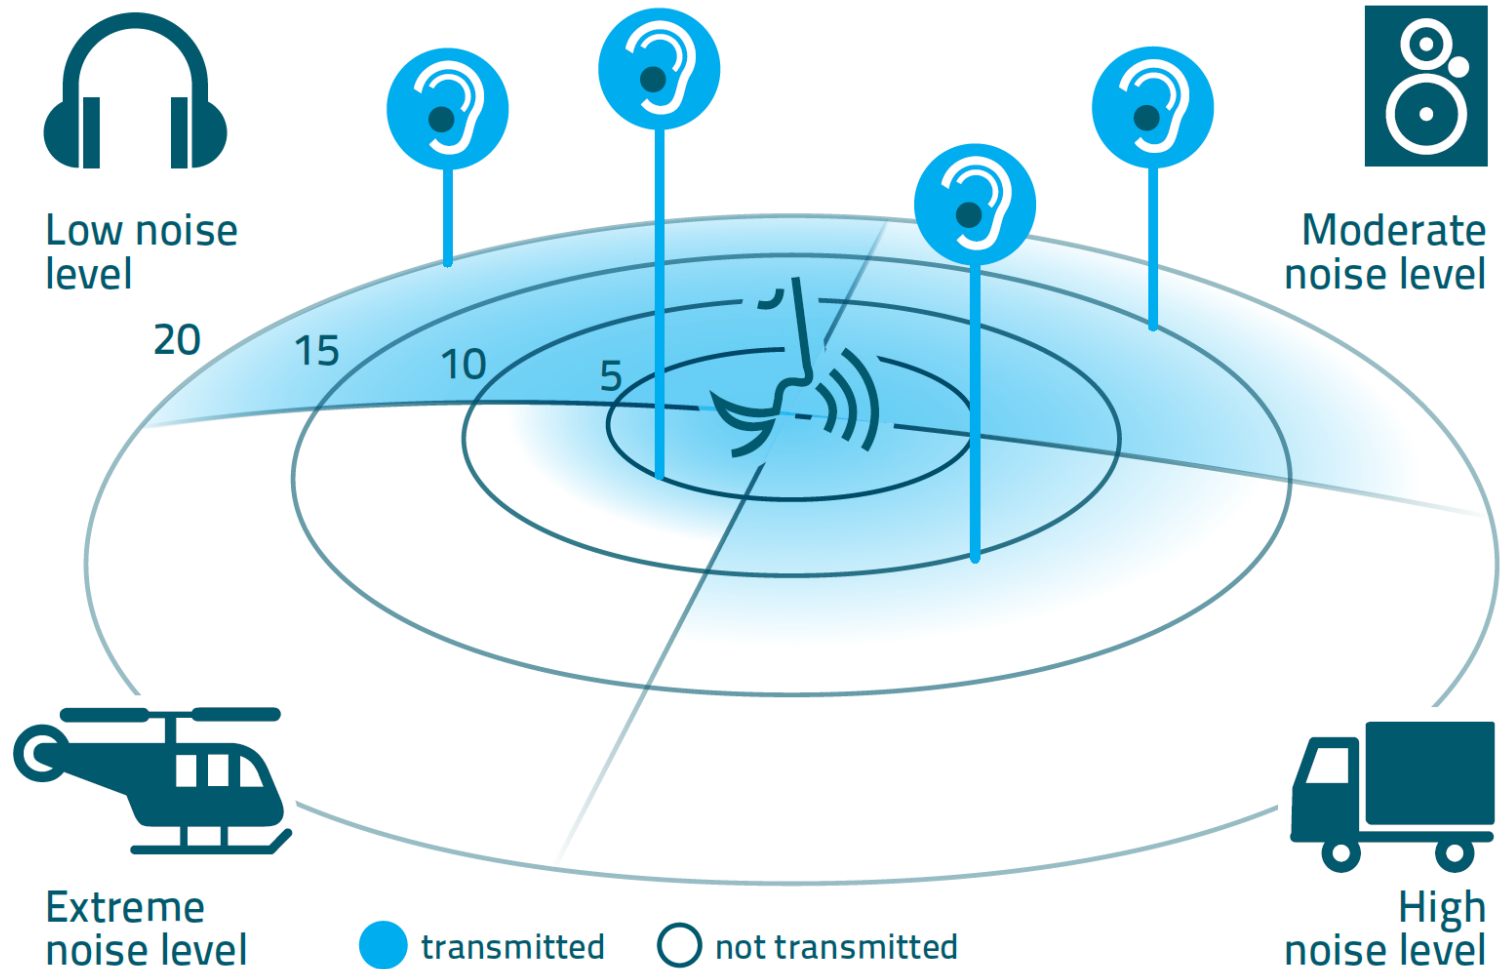 Low noise
level
Moderate
noise level
20
15
10
5
Extreme
noise level
High
noise level
transmitted
not transmitted